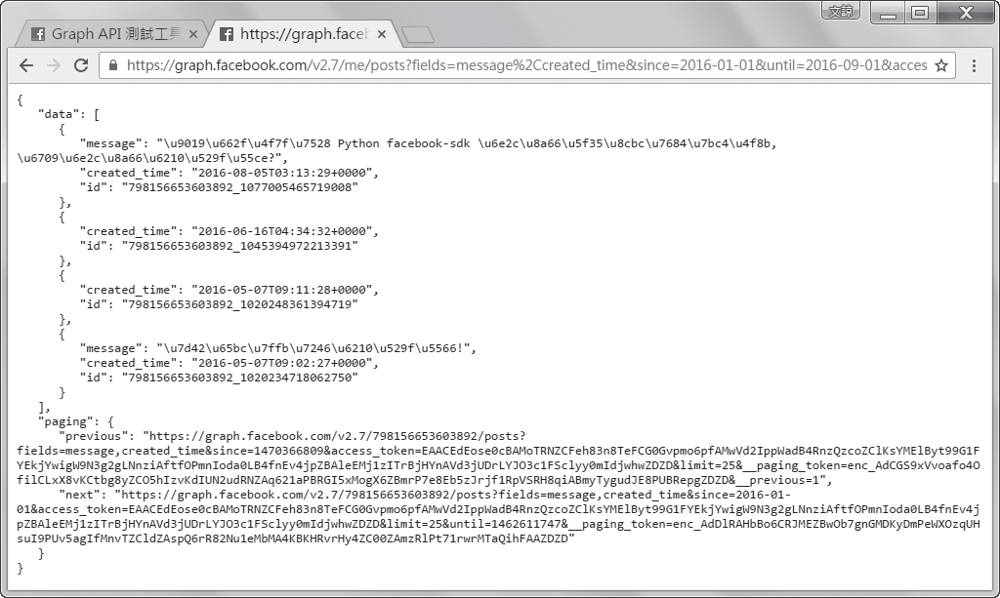 文說
Graph API 測試工具
https://graph.faceb
https://graph.facebook.com/v2.7/me/posts?fields=message%2Ccreated_time&since=2016-01-01&until=2016-09-01&acces
{
"data": [
{
"message": "\u9019\u662f\u4f7f\u7528 Python facebook-sdk \u6e2c\u8a66\u5f35\u8cbc\u7684\u7bc4\u4f8b,
\u6709\u6e2c\u8a66\u6210\u529f\u55ce?",
"created_time": "2016-08-05T03:13:29+0000",
"id": "798156653603892_1077005465719008"
},
{
"created_time": "2016-06-16T04:34:32+0000",
"id": "798156653603892_1045394972213391"
},
{
"created_time": "2016-05-07T09:11:28+0000",
"id": "798156653603892_1020248361394719"
},
{
"message": "\u7d42\u65bc\u7ffb\u7246\u6210\u529f\u5566!",
"created_time": "2016-05-07T09:02:27+0000",
"id": "798156653603892_1020234718062750"
}
],
"paging": {
"previous": "https://graph.facebook.com/v2.7/798156653603892/posts?
fields=message,created_time&since=1470366809&access_token=EAACEdEose0cBAMoTRNZCFeh83n8TeFCG0Gvpmo6pfAMwVd2IppWadB4RnzQzcoZClKsYMElByt99G1F
YEkjYwigW9N3g2gLNnziAftfOPmnIoda0LB4fnEv4jpZBAleEMj1zITrBjHYnAVd3jUDrLYJO3c1FSclyy0mIdjwhwZDZD&limit=25&__paging_token=enc_AdCGS9xVvoafo4O
filCLxX8vKCtbg8yZCO5hIzvKdIUN2udRNZAq621aPBRGI5xMogX6ZBmrP7e8Eb5zJrjf1RpVSRH8qiABmyTygudJE8PUBRepgZDZD&__previous=1",
"next": "https://graph.facebook.com/v2.7/798156653603892/posts?fields=message,created_time&since=2016-01-
01&access_token=EAACEdEose0cBAMoTRNZCFeh83n8TeFCG0Gvpmo6pfAMwVd2IppWadB4RnzQzcoZClKsYMElByt99G1FYEkjYwigW9N3g2gLNnziAftfOPmnIoda0LB4fnEv4j
pZBAleEMj1zITrBjHYnAVd3jUDrLYJO3c1FSclyy0mIdjwhwZDZD&limit=25&until=1462611747&__paging_token=enc_AdDlRAHbBo6CRJMEZBwOb7gnGMDKyDmPeWXOzqUH
suI9PUv5agIfMnvTZCldZAspQ6rR82Nu1eMbMA4KBKHRvrHy4ZC00ZAmzRlPt71rwrMTaQihFAAZDZD"
}
}